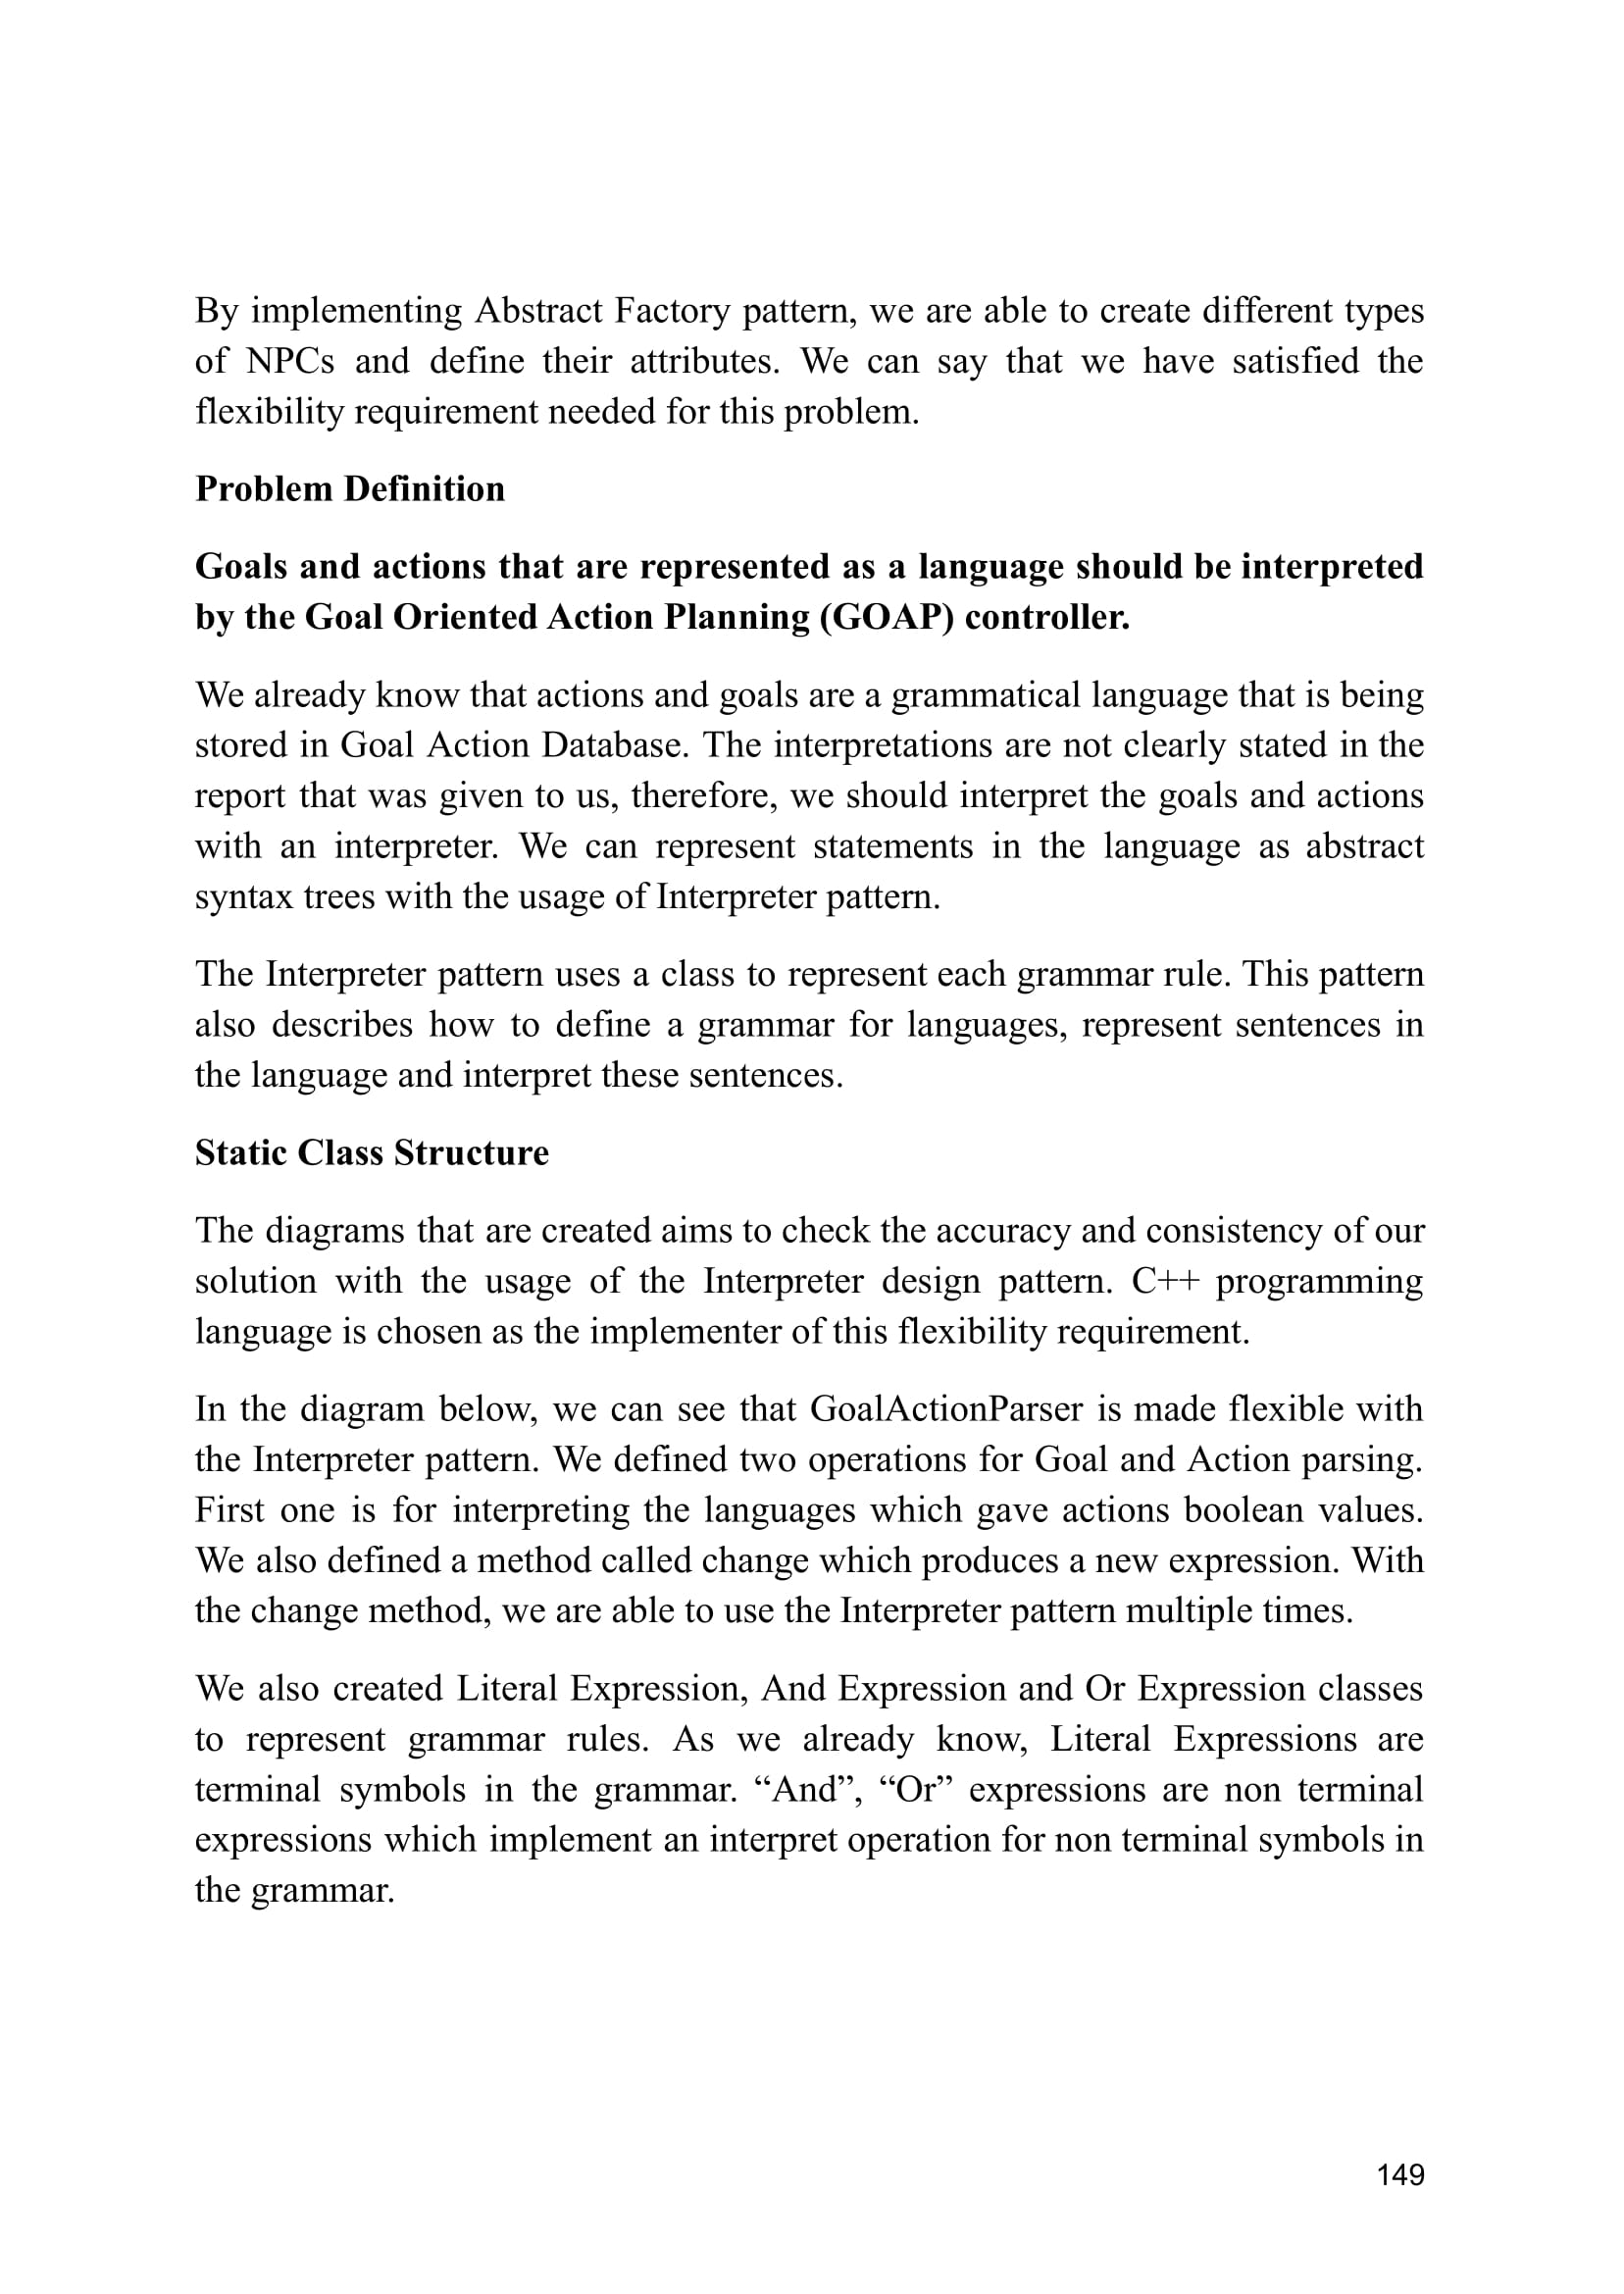 By implementing Abstract Factory pattern, we are able to create different types
of NPCs and define their attributes. We can say that we have satisfied the
flexibility requirement needed for this problem.
Problem Definition
Goals and actions that are represented as a language should be interpreted
by the Goal Oriented Action Planning (GOAP) controller.
We already know that actions and goals are a grammatical language that is being
stored in Goal Action Database. The interpretations are not clearly stated in the
report that was given to us, therefore, we should interpret the goals and actions
with an interpreter. We can represent statements in the language as abstract
syntax trees with the usage of Interpreter pattern.
The Interpreter pattern uses a class to represent each grammar rule. This pattern
also describes how to define a grammar for languages, represent sentences in
the language and interpret these sentences.
Static Class Structure
The diagrams that are created aims to check the accuracy and consistency of our
solution with the usage of the Interpreter design pattern. C++ programming
language is chosen as the implementer of this flexibility requirement.
In the diagram below, we can see that GoalActionParser is made flexible with
the Interpreter pattern. We defined two operations for Goal and Action parsing.
First one is for interpreting the languages which gave actions boolean values.
We also defined a method called change which produces a new expression. With
the change method, we are able to use the Interpreter pattern multiple times.
We also created Literal Expression, And Expression and Or Expression classes
to represent grammar rules. As we already know, Literal Expressions are
terminal symbols in the grammar. “And”, “Or” expressions are non terminal
expressions which implement an interpret operation for non terminal symbols in
the grammar.
149